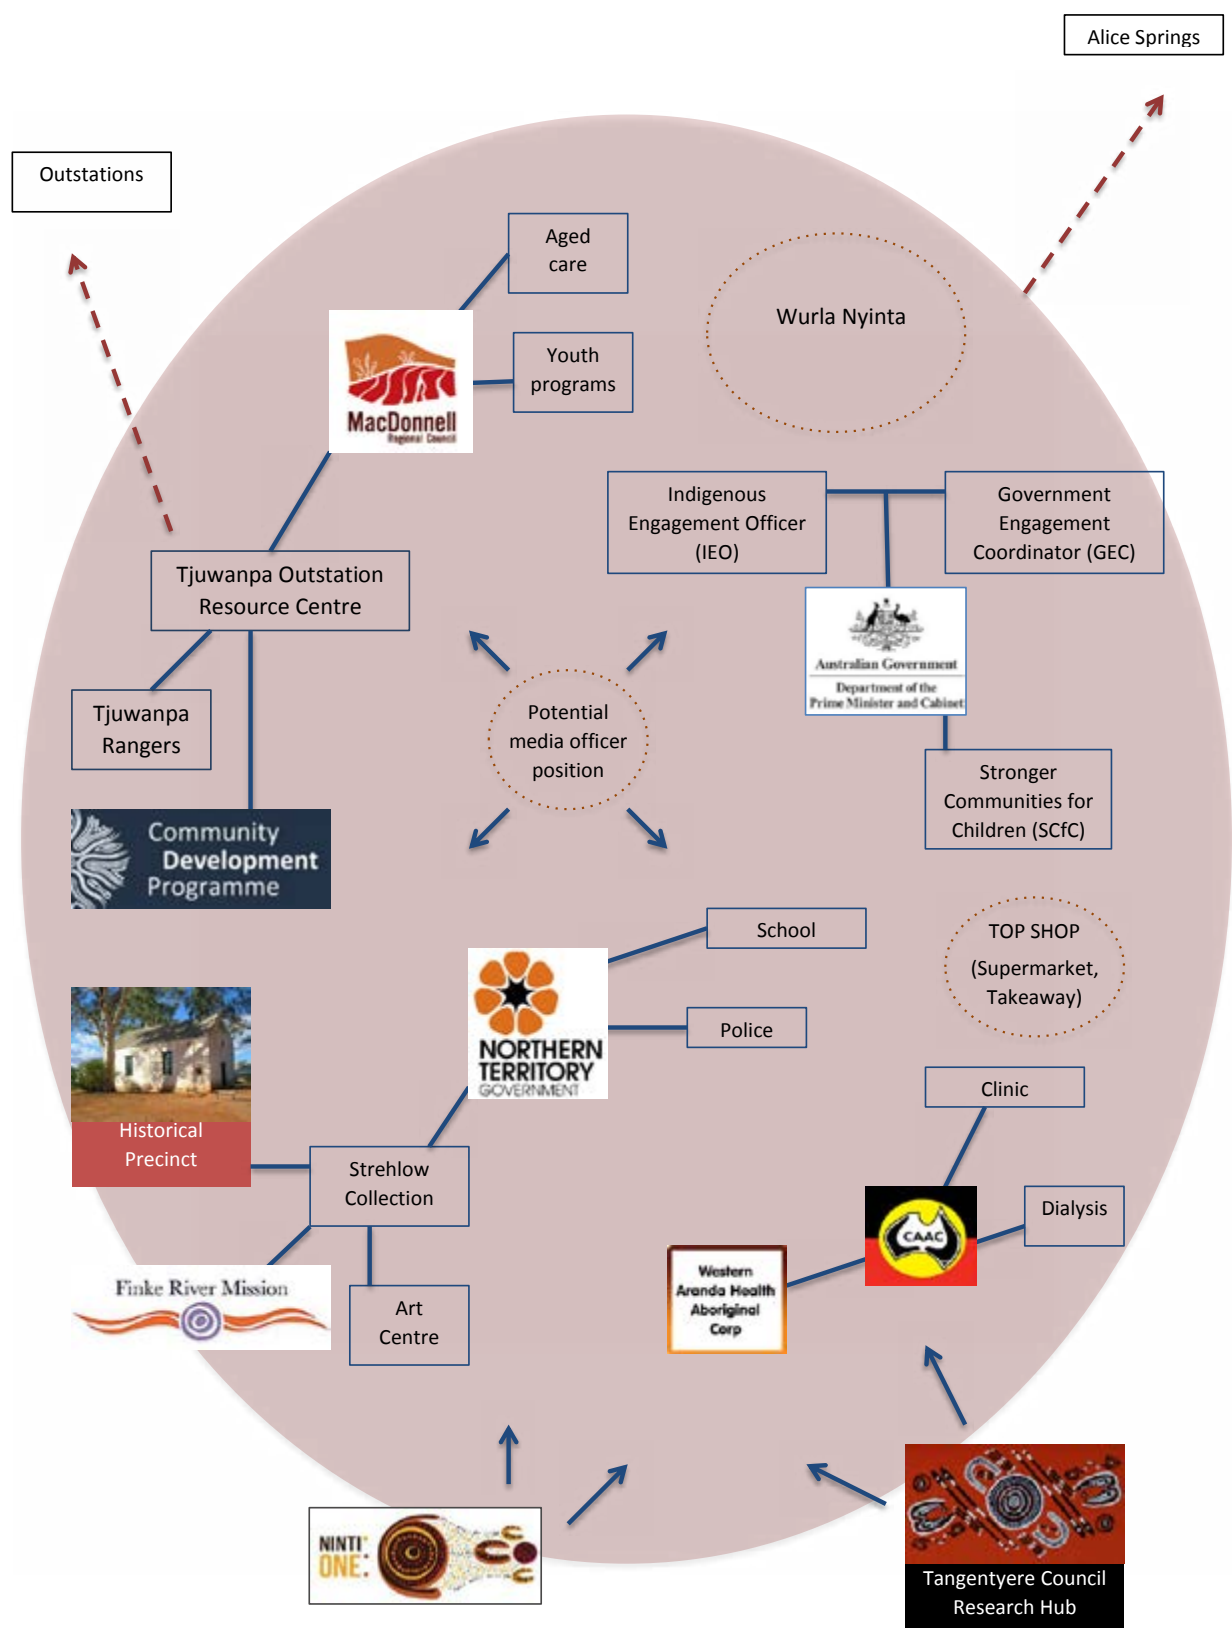 Alice Springs
Outstations
Aged
care
Wurla Nyinta
Youth
programs
MacDonnell
Regional Council
Indigenous
Engagement Officer
(IEO)
Government
Engagement
Coordinator (GEC)
Tjuwanpa Outstation
Resource Centre
Australian Government
Department of the
Prime Minister and Cabinet
Tjuwanpa
Rangers
Potential
media officer
position
Stronger
Communities for
Children (SCfC)
Community
Development
Programme
School
TOP SHOP
(Supermarket,
Takeaway)
Police
NORTHERN
TERRITORY
GOVERNMENT
Clinic
Historical
Precinct
Strehlow
Collection
Dialysis
CAAC
Western
Aranda Health
Aboriginal
Corp
Finke River Mission
Art
Centre
NINTI
ONE:
Tangentyere Council
Research Hub